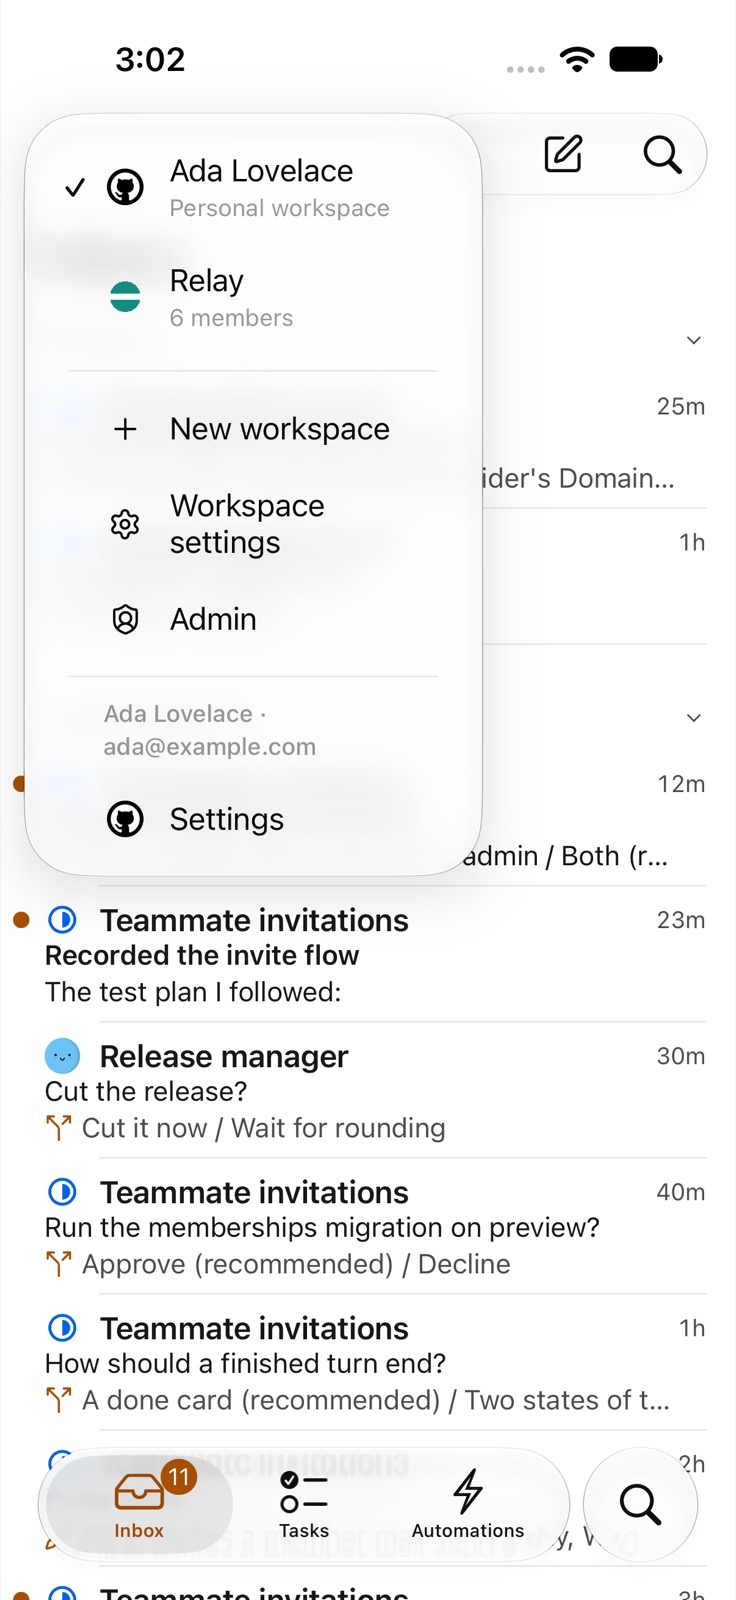 3:02
Ada Lovelace
Personal workspace
Relay
6 members
New workspace
Workspace
settings
Admin
Ada Lovelace ·
ada@example.com
Settings
25m
ider's Domain...
1h
12m
admin / Both (r...
Teammate invitations
23m
Recorded the invite flow
The test plan I followed:
Release manager
30m
Cut the release?
Cut it now / Wait for rounding
Teammate invitations
40m
Run the memberships migration on preview?
Approve (recommended) / Decline
Teammate invitations
1h
How should a finished turn end?
A done card (recommended) / Two states of t...
2h
11
Inbox
Tasks
Automations
Teammate invitations
3h